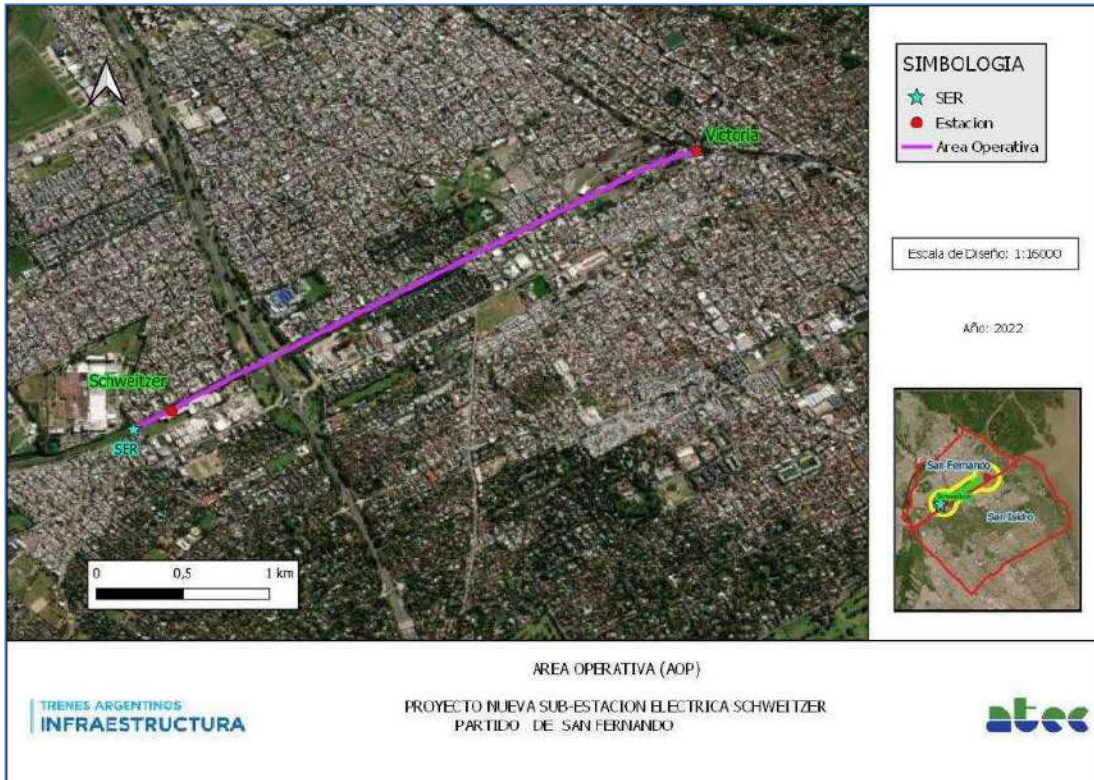 Victoria
Schweitzer
SER
0 0,5 1 km
SIMBOLOGIA
SER
Estacion
Area Operativa
Escala de Diseño: 1:16000
Año: 2022
San Fernando
Schweitzer
San Isidro
AREA OPERATIVA (AOP)
PROYECTO NUEVA SUB-ESTACION ELECTRICA SCHWEITZER
PARTIDO DE SAN FERNANDO
TRENES ARGENTINOS
INFRAESTRUCTURA
atec